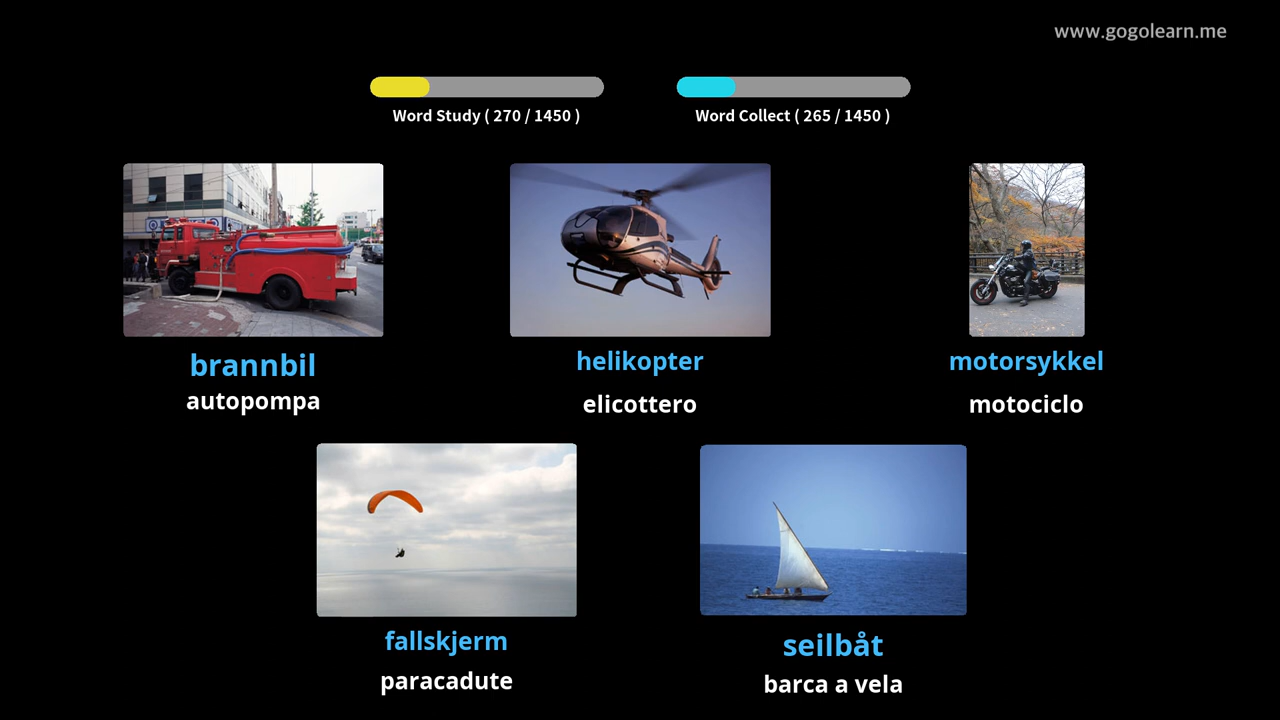 www.gogolearn.me
Word Study ( 270 / 1450 )
Word Collect ( 265 / 1450 )
brannbil
autopompa
helikopter
elicottero
motorsykkel
motociclo
fallskjerm
paracadute
seilbåt
barca a vela